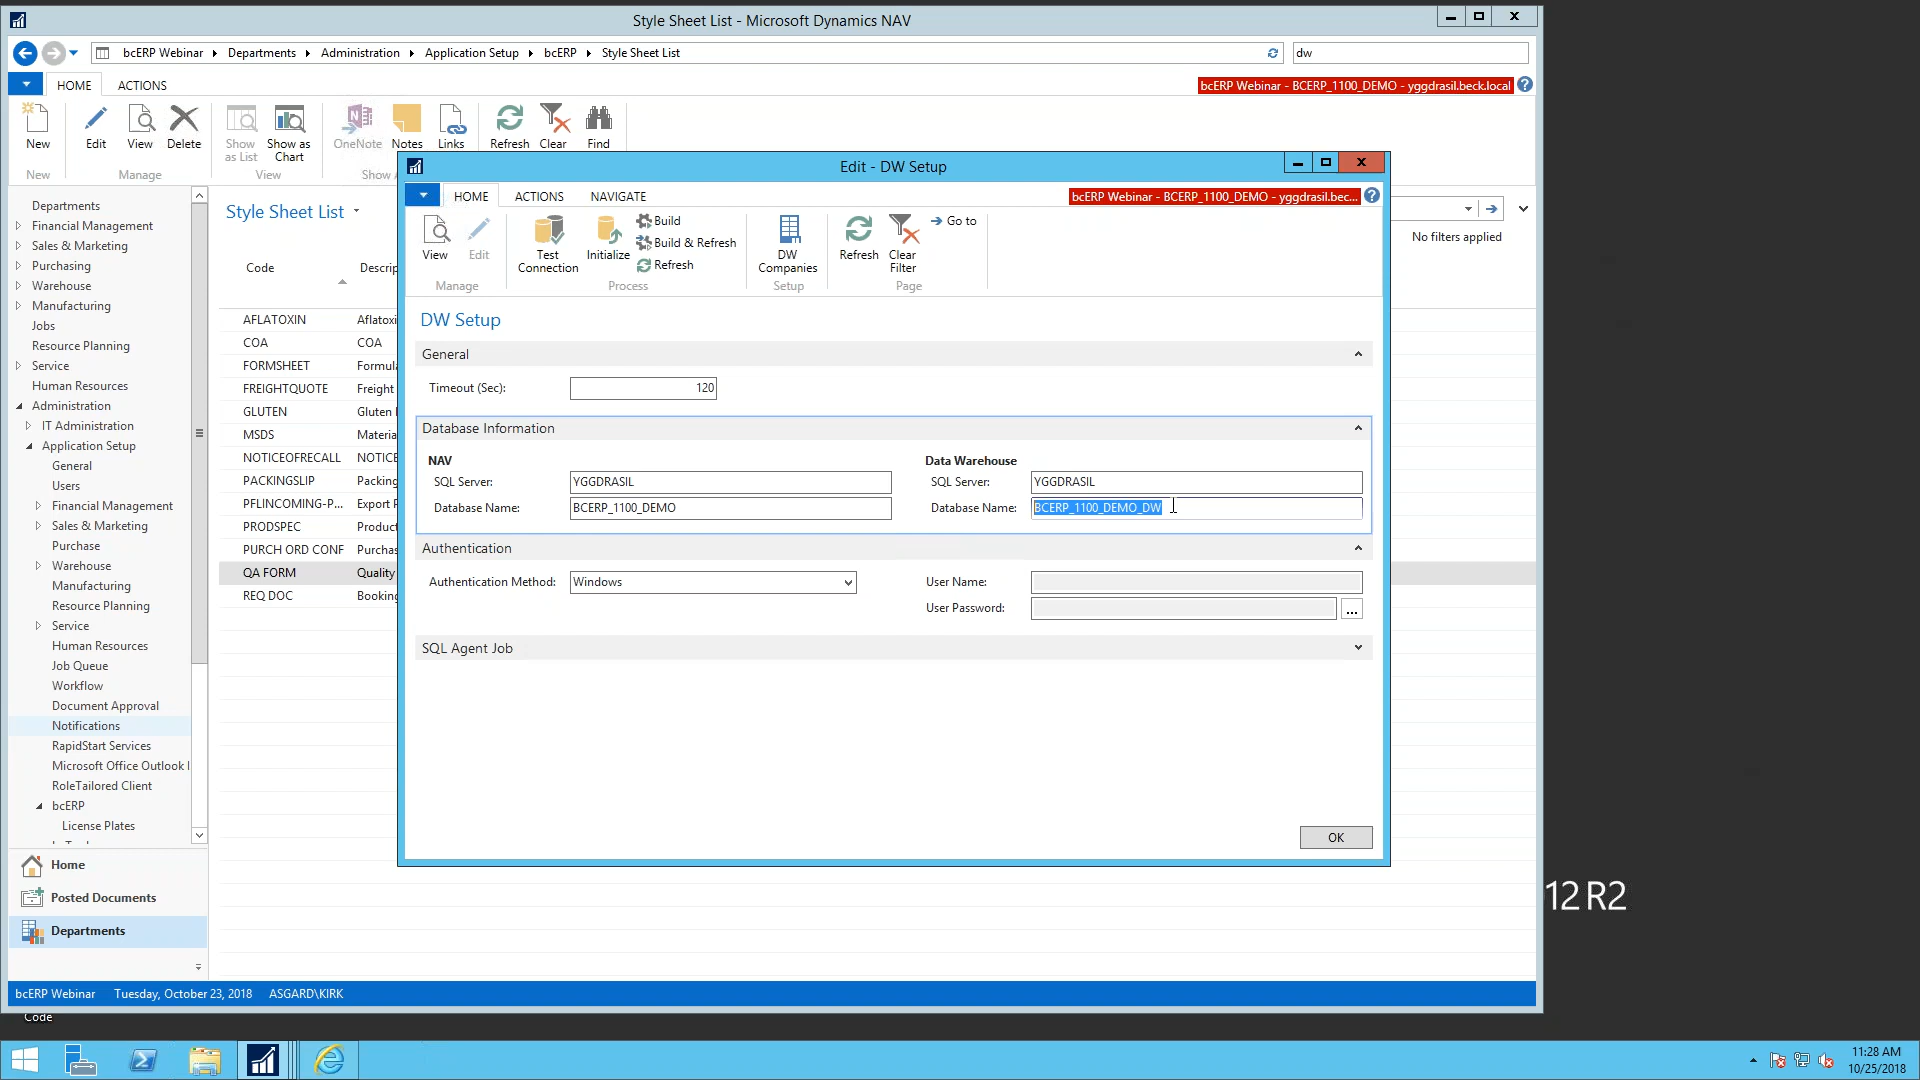 Style Sheet List - Microsoft Dynamics NAV
bcERP Webinar Departments Administration Application Setup bcERP Style Sheet List
dw
HOME ACTIONS
bcERP Webinar - BCERP_1100_DEMO - yggdrasil.beck.local
New Edit View Delete Show as List Show as Chart OneNote Notes Links Refresh Clear Find
New Manage View Show
Departments
Financial Management
Sales & Marketing
Purchasing
Warehouse
Manufacturing
Jobs
Resource Planning
Service
Human Resources
Administration
IT Administration
Application Setup
General
Users
Financial Management
Sales & Marketing
Purchase
Warehouse
Manufacturing
Resource Planning
Service
Human Resources
Job Queue
Workflow
Document Approval
Notifications
RapidStart Services
Microsoft Office Outlook I
RoleTailored Client
bcERP
License Plates
Home
Posted Documents
Departments
Style Sheet List
No filters applied
Code Descrip
AFLATOXIN Aflatoxi
COA COA
FORMSHEET Formula
FREIGHTQUOTE Freight
GLUTEN Gluten
MSDS Materia
NOTICEOFRECALL NOTICE
PACKINGSLIP Packing
PFLINCOMING-P... Export F
PRODSPEC Product
PURCH ORD CONF Purchas
QA FORM Quality
REQ DOC Booking
Edit - DW Setup
HOME ACTIONS NAVIGATE
bcERP Webinar - BCERP_1100_DEMO - yggdrasil.bec...
View Edit Test Connection Initialize
Build
Build & Refresh
Refresh
DW Companies Refresh Clear Filter
Go to
Manage Process Setup Page
DW Setup
General
Timeout (Sec): 120
Database Information
NAV Data Warehouse
SQL Server: YGGDRASIL SQL Server: YGGDRASIL
Database Name: BCERP_1100_DEMO Database Name: BCERP_1100_DEMO_DW
Authentication
Authentication Method: Windows User Name:
User Password: ...
SQL Agent Job
OK
12 R2
bcERP Webinar Tuesday, October 23, 2018 ASGARD\KIRK
Code
11:28 AM
10/25/2018